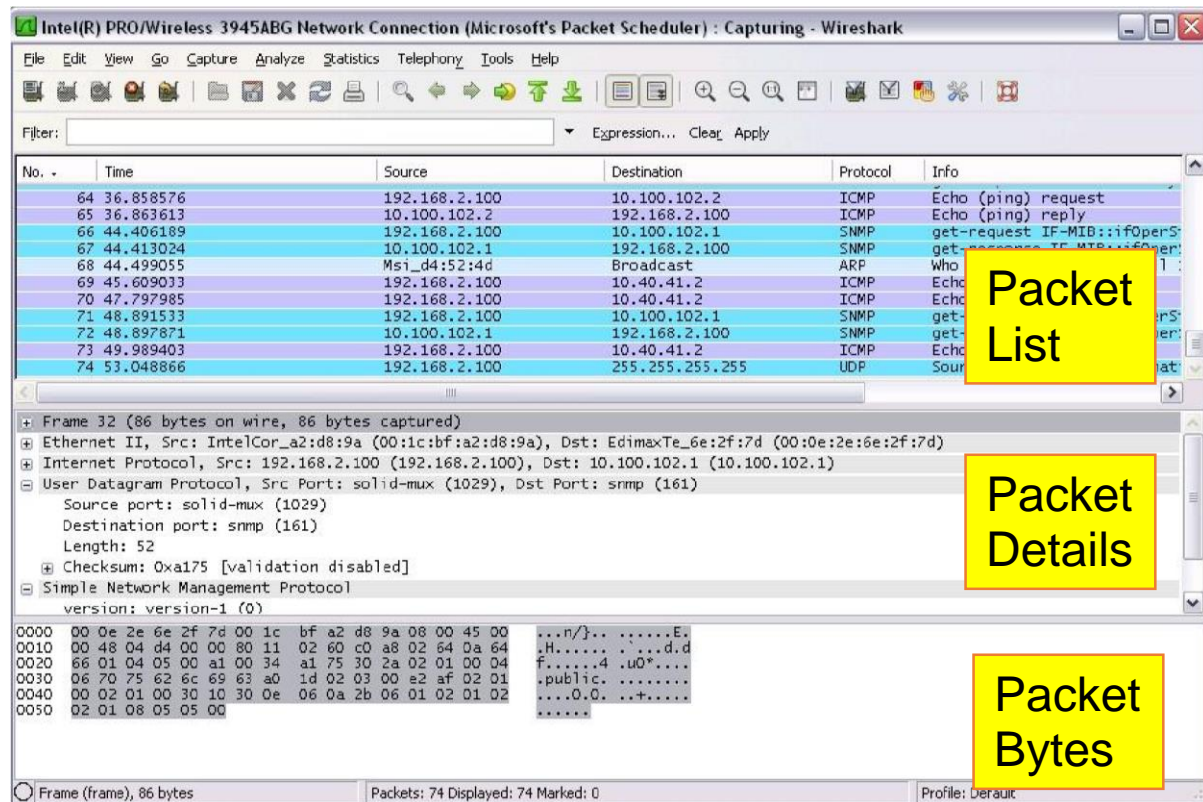 Intel(R) PRO/Wireless 3945ABG Network Connection (Microsoft's Packet Scheduler) : Capturing - Wireshark
File Edit View Go Capture Analyze Statistics Telephony Tools Help
Filter: Expression... Clear Apply
No. Time Source Destination Protocol Info
64 36.858576 192.168.2.100 10.100.102.2 ICMP Echo (ping) request
65 36.863613 10.100.102.2 192.168.2.100 ICMP Echo (ping) reply
66 44.406189 192.168.2.100 10.100.102.1 SNMP get-request IF-MIB::ifOperS
67 44.413024 10.100.102.1 192.168.2.100 SNMP
68 44.499055 Msi_d4:52:4d Broadcast ARP Who
69 45.609033 192.168.2.100 10.40.41.2 ICMP Echo
70 47.797985 192.168.2.100 10.40.41.2 ICMP Echo
71 48.891533 192.168.2.100 10.100.102.1 SNMP get-
72 48.897871 10.100.102.1 192.168.2.100 SNMP get-
73 49.989403 192.168.2.100 10.40.41.2 ICMP Echo
74 53.048866 192.168.2.100 255.255.255.255 UDP Sour
Packet
List
Frame 32 (86 bytes on wire, 86 bytes captured)
Ethernet II, Src: IntelCor_a2:d8:9a (00:1c:bf:a2:d8:9a), Dst: EdimaxTe_6e:2f:7d (00:0e:2e:6e:2f:7d)
Internet Protocol, Src: 192.168.2.100 (192.168.2.100), Dst: 10.100.102.1 (10.100.102.1)
User Datagram Protocol, Src Port: solid-mux (1029), Dst Port: snmp (161)
Source port: solid-mux (1029)
Destination port: snmp (161)
Length: 52
Checksum: 0xa175 [validation disabled]
Simple Network Management Protocol
version: version-1 (0)
Packet
Details
0000 00 0e 2e 6e 2f 7d 00 1c bf a2 d8 9a 08 00 45 00 ...n/}.. ......E.
0010 00 48 04 d4 00 00 80 11 02 60 c0 a8 02 64 0a 64 .H...... .`...d.d
0020 66 01 04 05 00 a1 00 34 a1 75 30 2a 02 01 00 04 f......4 .u0*....
0030 06 70 75 62 6c 69 63 a0 1d 02 03 00 e2 af 02 01 .public. ........
0040 00 02 01 00 30 10 30 0e 06 0a 2b 06 01 02 01 02 ....0.0. ..+.....
0050 02 01 08 05 05 00 ......
Packet
Bytes
Frame (frame), 86 bytes Packets: 74 Displayed: 74 Marked: 0 Profile: Default